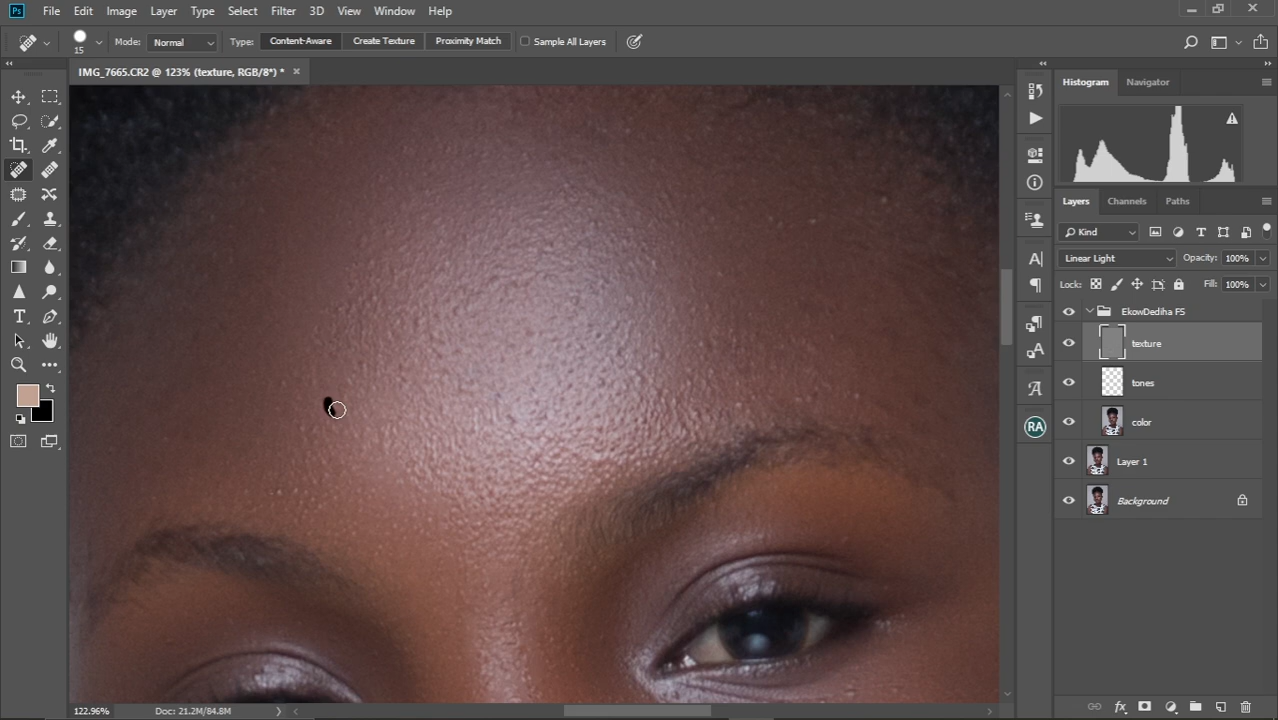 Ps File Edit Image Layer Type Select Filter 3D View Window Help
15 Mode: Normal Type: Content-Aware Create Texture Proximity Match Sample All Layers
IMG_7665.CR2 @ 123% (texture, RGB/8*) *
Histogram Navigator
Layers Channels Paths
Kind
Linear Light Opacity: 100%
Lock: Fill: 100%
EkowDediha FS
texture
tones
color
Layer 1
Background
RA
122.96% Doc: 21.2M/84.8M